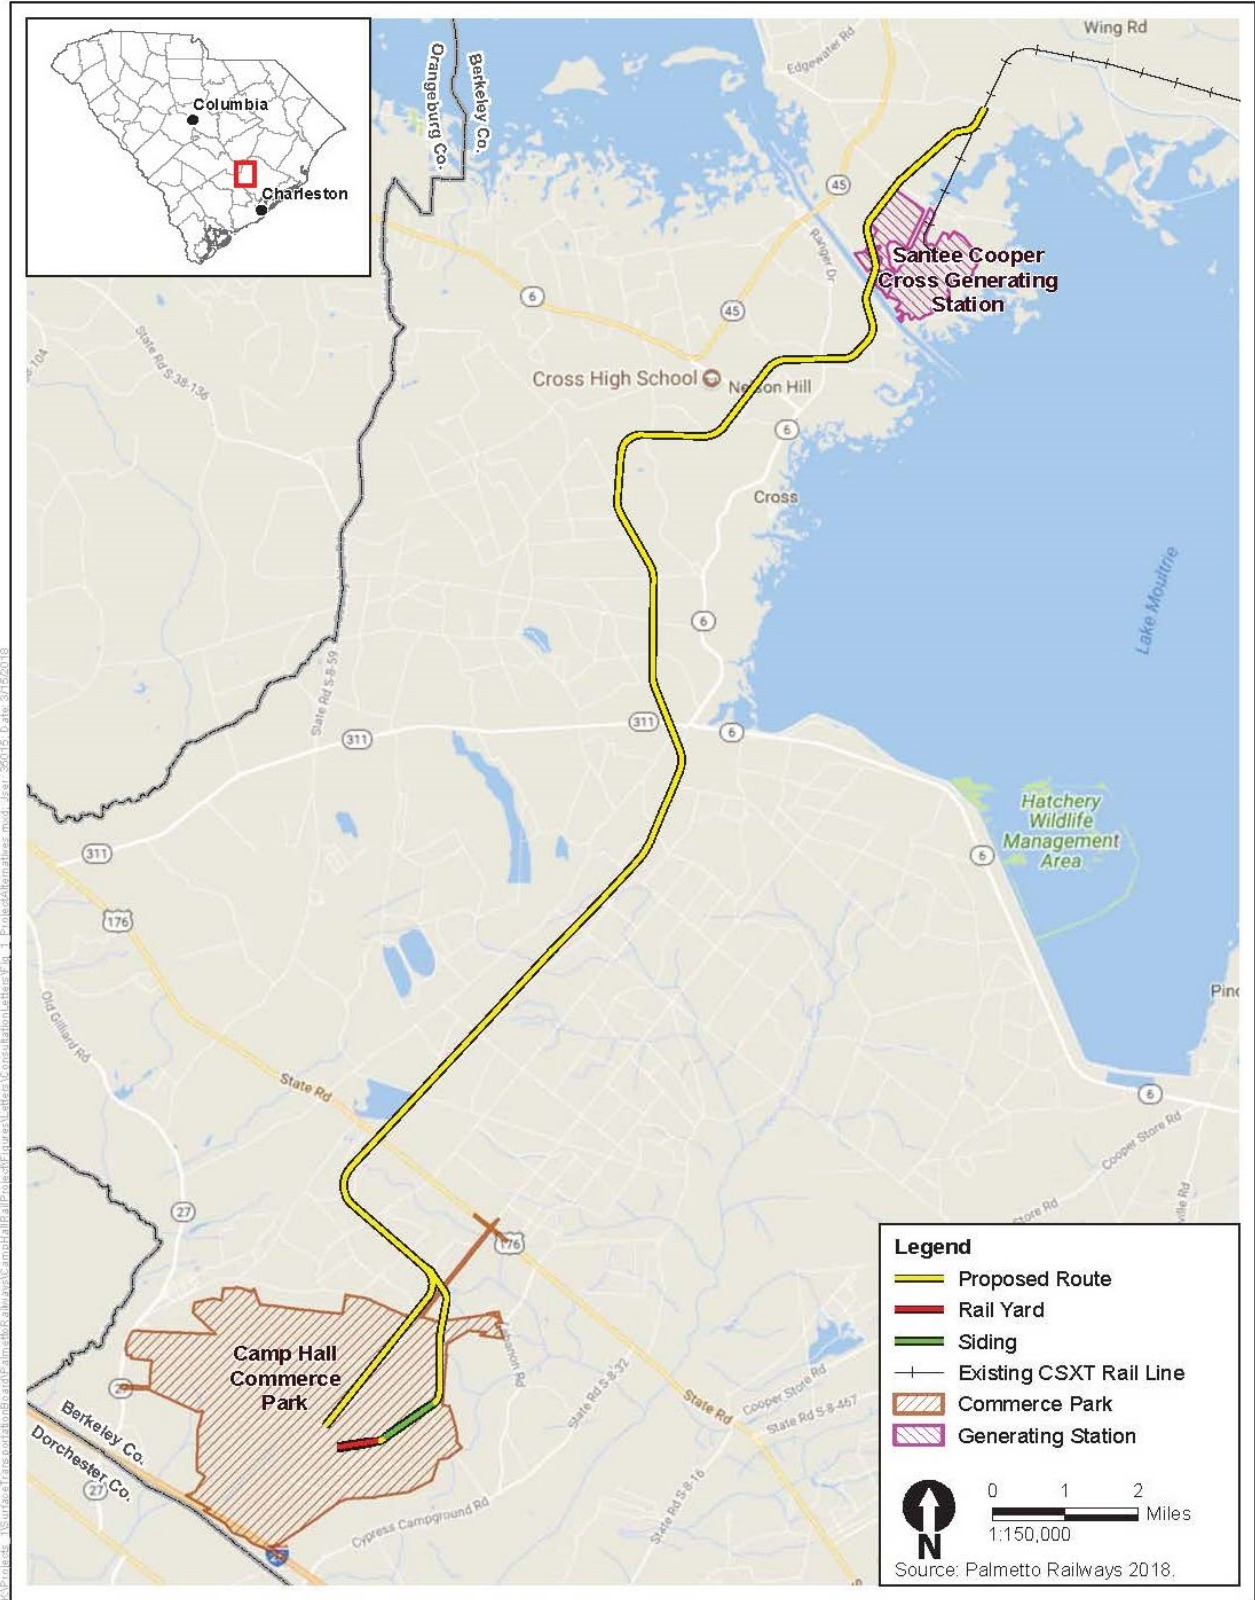 Columbia
Charleston
Orangeburg Co.
Berkeley Co.
Wing Rd
Edgewater Rd
45
Ranger Dr
Santee Cooper
Cross Generating
Station
6
45
State Rd S-38-136
Cross High School
Nelson Hill
6
Cross
Lake Moultrie
6
State Rd S-8-59
311
311
6
Hatchery
Wildlife
Management
Area
311
6
176
Old Gilliard Rd
State Rd
6
Cooper Store Rd
27
176
Camp Hall
Commerce
Park
Lebanon Rd
State Rd S-8-32
Cooper Store Rd
State Rd S-8-467
State Rd
Berkeley Co.
Dorchester Co.
27
Cypress Campground Rd
State Rd S-8-16
Legend
Proposed Route
Rail Yard
Siding
Existing CSXT Rail Line
Commerce Park
Generating Station
N
0 1 2
Miles
1:150,000
Source: Palmetto Railways 2018.